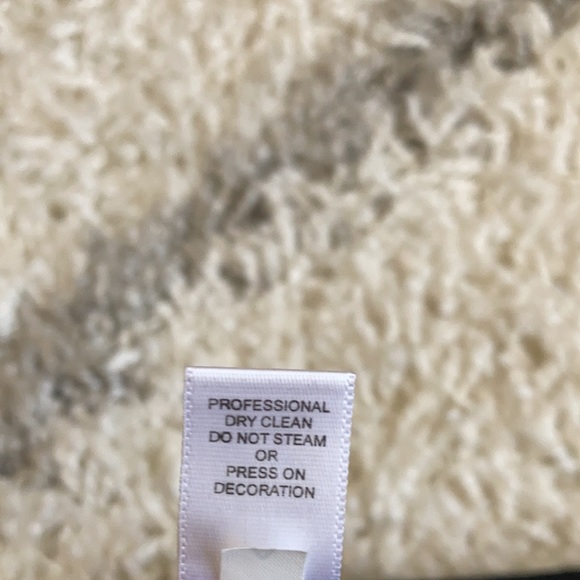 PROFESSIONAL
DRY CLEAN
DO NOT STEAM
OR
PRESS ON
DECORATION